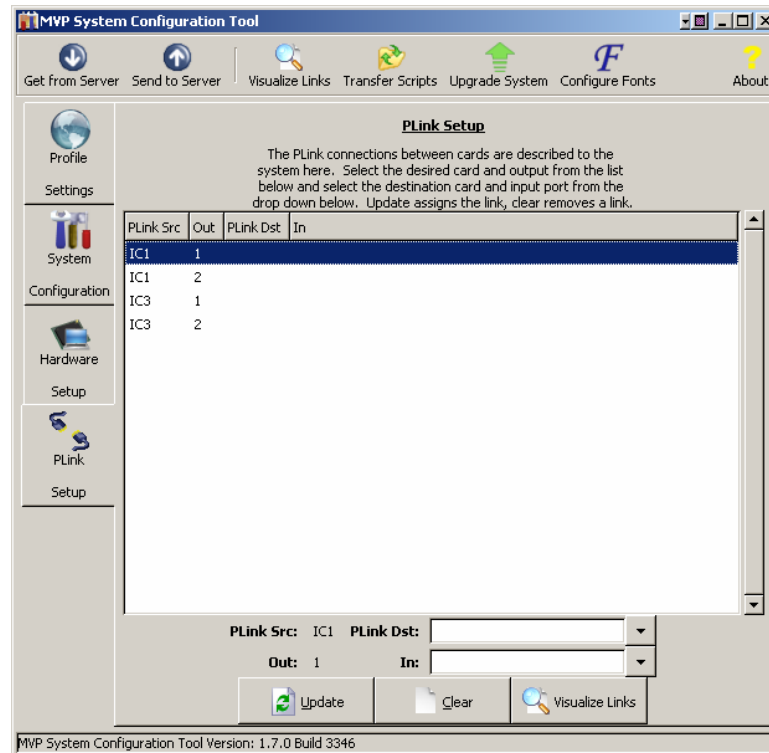 MVP System Configuration Tool
Get from Server Send to Server Visualize Links Transfer Scripts Upgrade System Configure Fonts About
Profile
Settings
System
Configuration
Hardware
Setup
PLink
Setup
PLink Setup
The PLink connections between cards are described to the
system here. Select the desired card and output from the list
below and select the destination card and input port from the
drop down below. Update assigns the link, clear removes a link.
PLink Src Out PLink Dst In
IC1 1
IC1 2
IC3 1
IC3 2
PLink Src: IC1 PLink Dst:
Out: 1 In:
Update Clear Visualize Links
MVP System Configuration Tool Version: 1.7.0 Build 3346